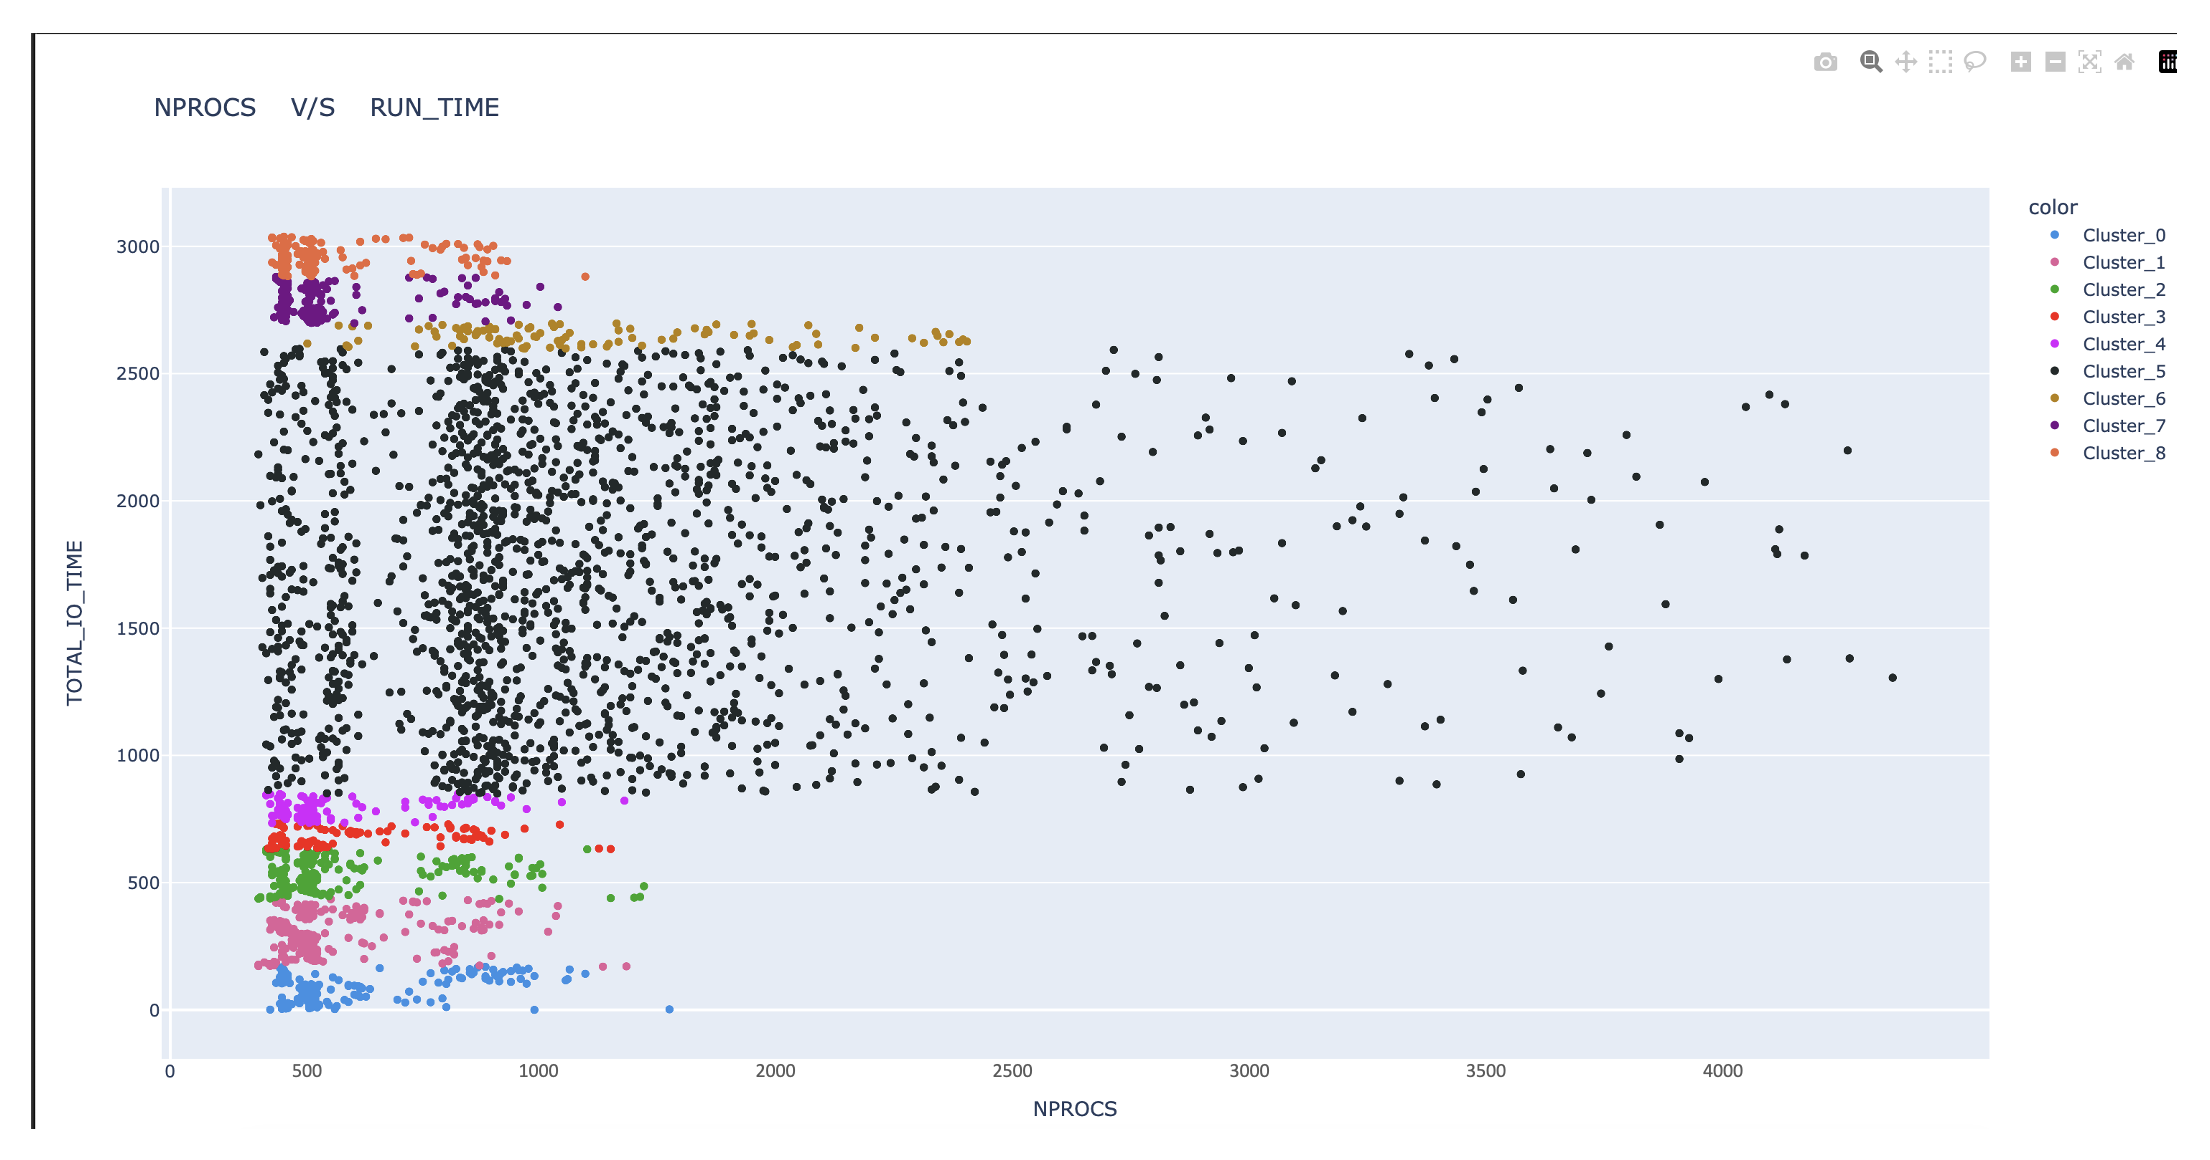 NPROCS V/S RUN_TIME
color
Cluster_0
Cluster_1
Cluster_2
Cluster_3
Cluster_4
Cluster_5
Cluster_6
Cluster_7
Cluster_8
TOTAL_IO_TIME
3000
2500
2000
1500
1000
500
0
0 500 1000 2000 2500 3000 3500 4000
NPROCS